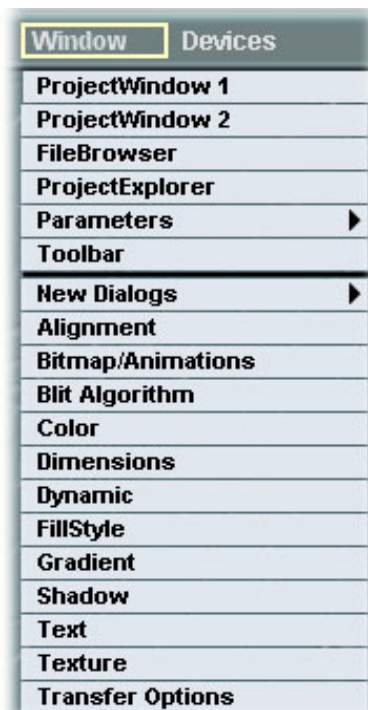 Window Devices
ProjectWindow 1
ProjectWindow 2
FileBrowser
ProjectExplorer
Parameters
Toolbar
New Dialogs
Alignment
Bitmap/Animations
Blit Algorithm
Color
Dimensions
Dynamic
FillStyle
Gradient
Shadow
Text
Texture
Transfer Options